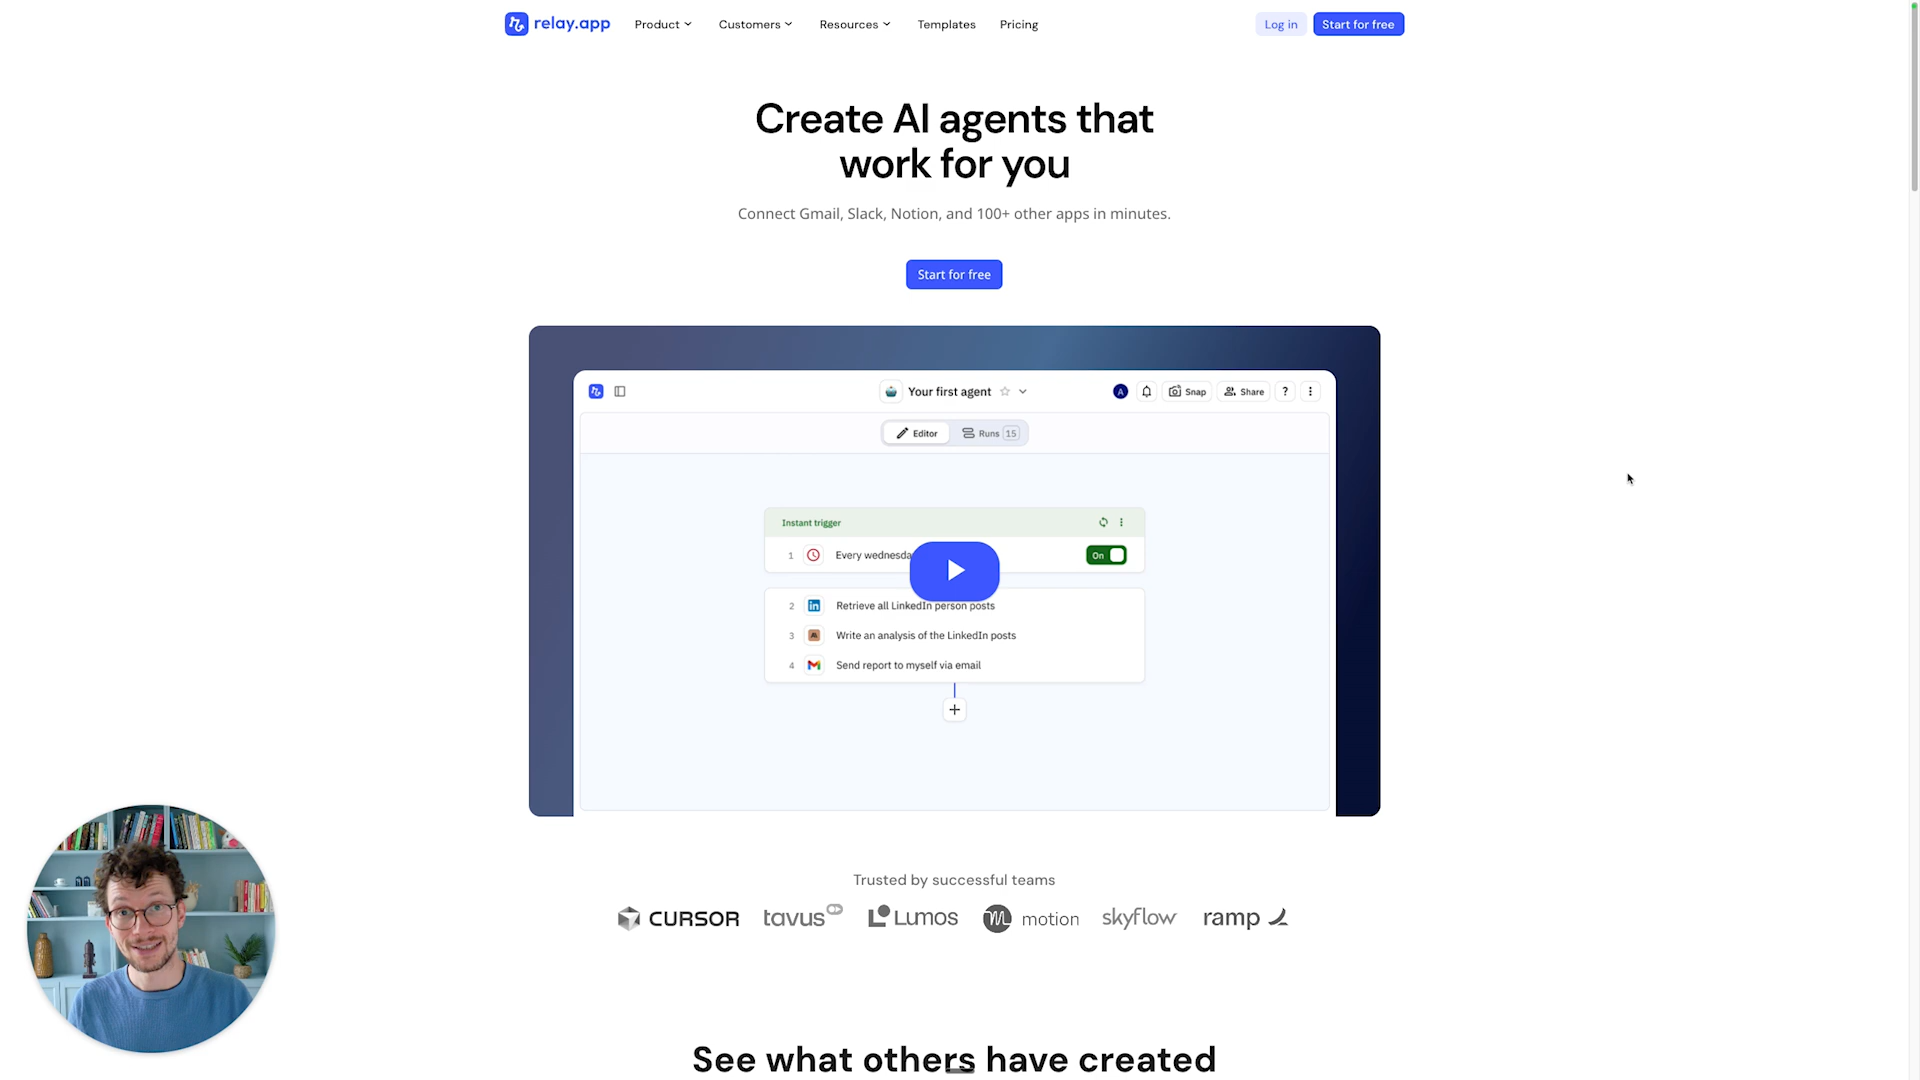 relay.app
Product
Customers
Resources
Templates
Pricing
Log in
Start for free
Create AI agents that
work for you
Connect Gmail, Slack, Notion, and 100+ other apps in minutes.
Start for free
Your first agent
A
Snap
Share
?
Editor
Runs 15
Instant trigger
1 Every wednesda
On
2 in Retrieve all LinkedIn person posts
3 Write an analysis of the LinkedIn posts
4 Send report to myself via email
Trusted by successful teams
CURSOR
tavus
Lumos
motion
skyflow
ramp
See what others have created